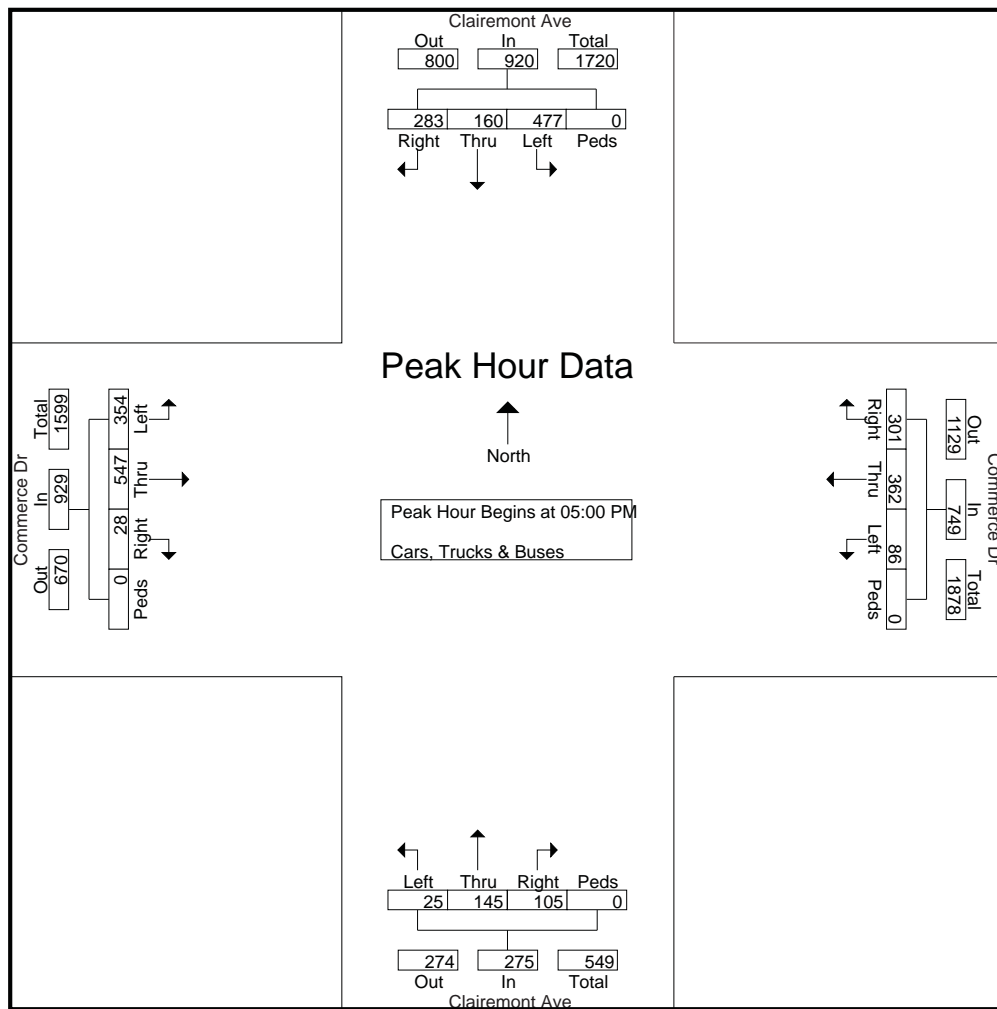 Clairemont Ave
Out In Total
800 920 1720
283 160 477 0
Right Thru Left Peds
Peak Hour Data
North
Peak Hour Begins at 05:00 PM
Cars, Trucks & Buses
Commerce Dr
Total In Out
1599 929 670
354 547 28 0
Left Thru Right Peds
Commerce Dr
Out In Total
1129 749 1878
301 362 86 0
Right Thru Left Peds
Left Thru Right Peds
25 145 105 0
274 275 549
Out In Total
Clairemont Ave